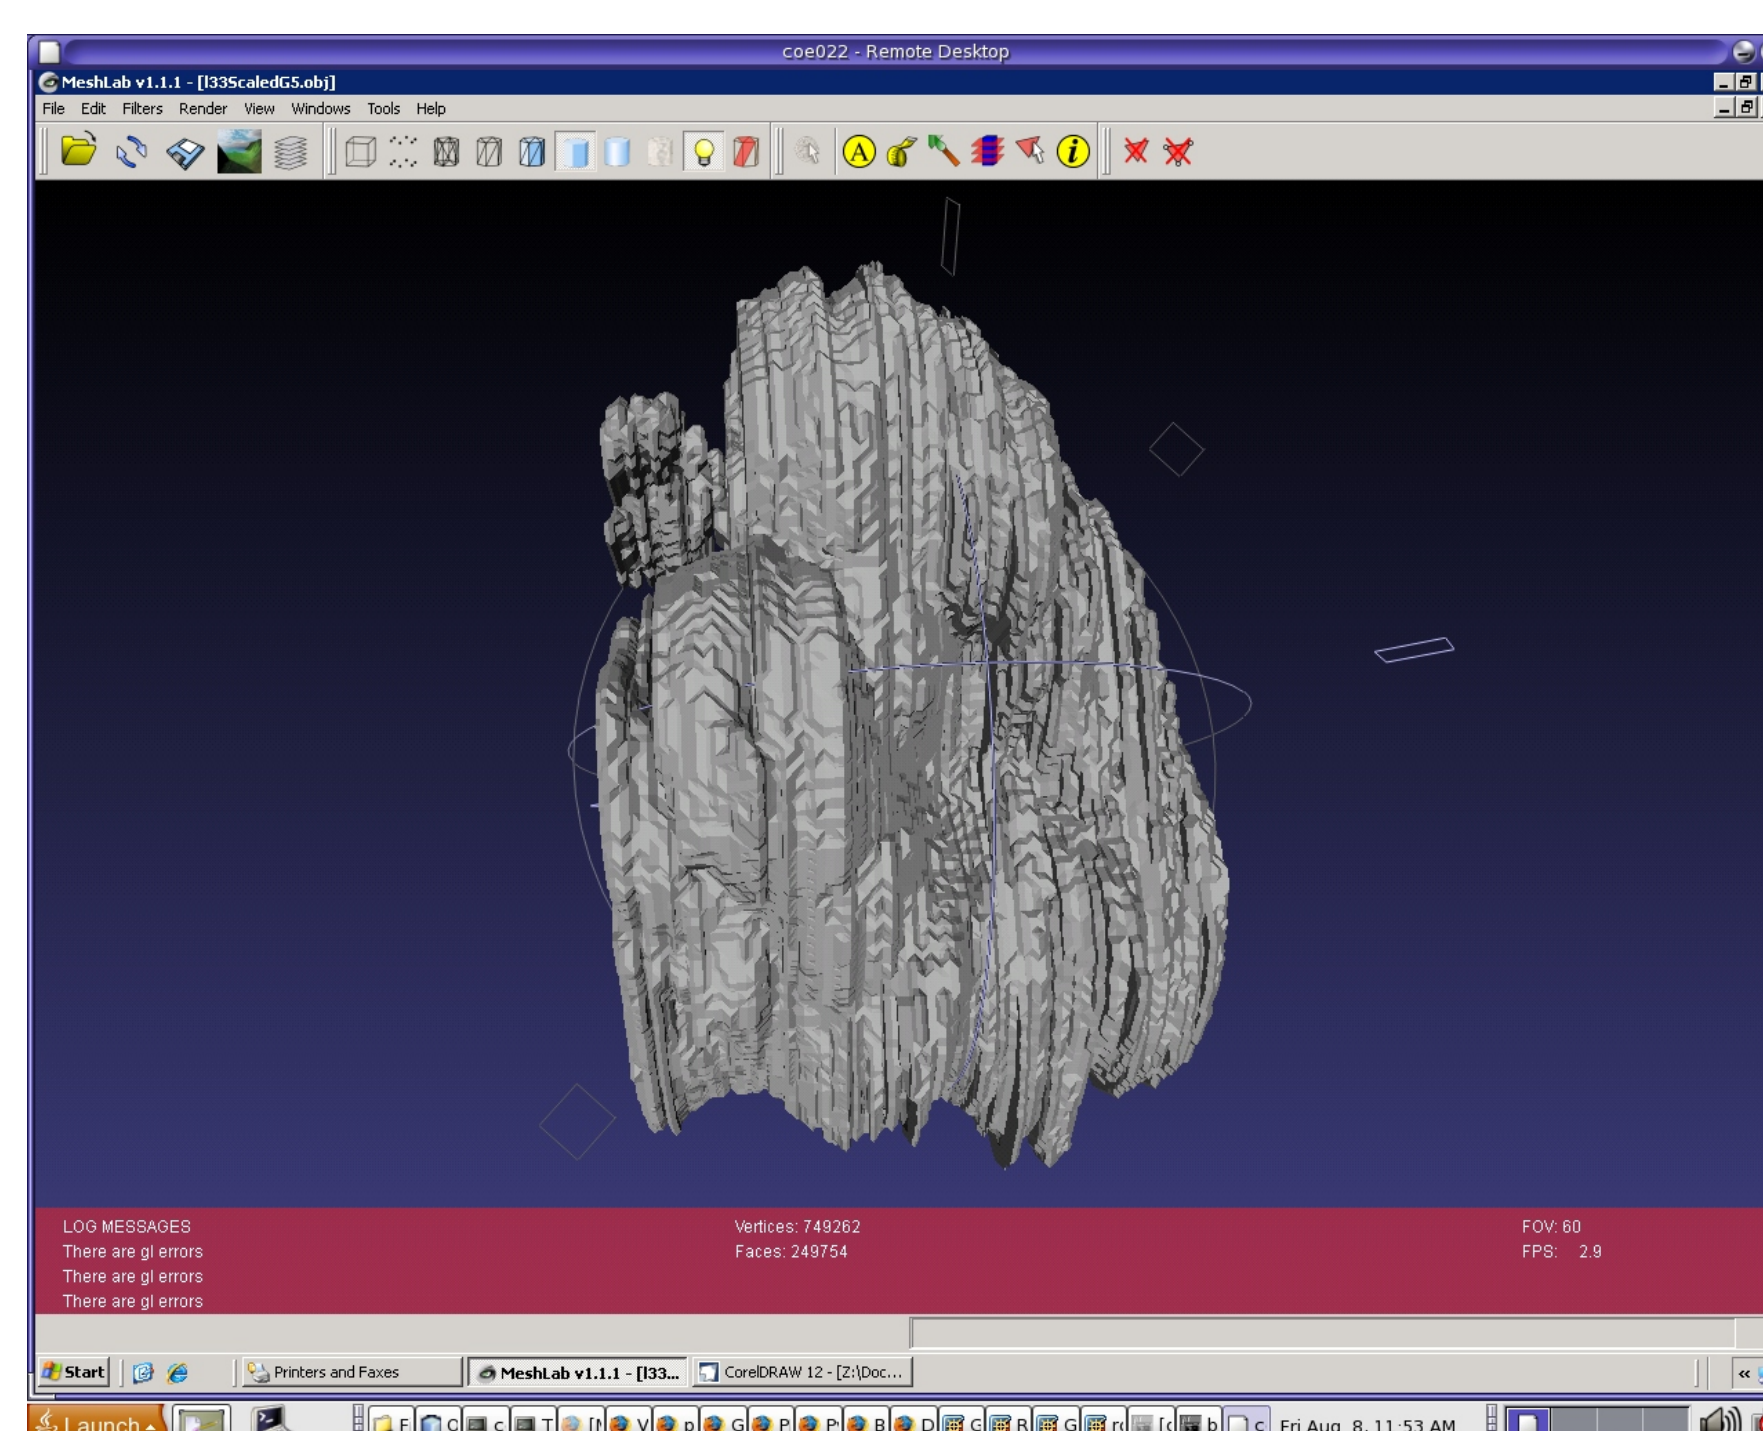 coe022 - Remote Desktop
MeshLab v1.1.1 - [l33ScaledG5.obj]
File Edit Filters Render View Windows Tools Help
A
i
LOG MESSAGES
There are gl errors
There are gl errors
There are gl errors
Vertices: 749262
Faces: 249754
FOV: 60
FPS: 2.9
Start
Printers and Faxes
MeshLab v1.1.1 - [l33...
CorelDRAW 12 - [Z:\Doc...
«
Launch
F C c T [M V p G P P B D G R G r [c b c Fri Aug 8, 11:53 AM